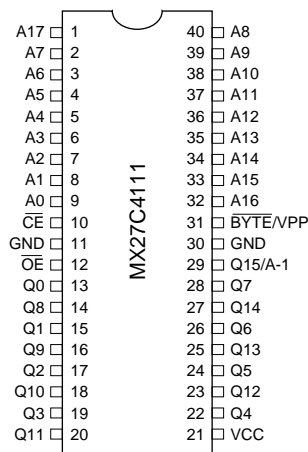 A17 1 40 A8
A7 2 39 A9
A6 3 38 A10
A5 4 37 A11
A4 5 36 A12
A3 6 35 A13
A2 7 34 A14
A1 8 33 A15
A0 9 32 A16
C̅E̅ 10 31 B̅Y̅T̅E̅/VPP
GND 11 30 GND
O̅E̅ 12 29 Q15/A-1
Q0 13 28 Q7
Q8 14 27 Q14
Q1 15 26 Q6
Q9 16 25 Q13
Q2 17 24 Q5
Q10 18 23 Q12
Q3 19 22 Q4
Q11 20 21 VCC
MX27C4111